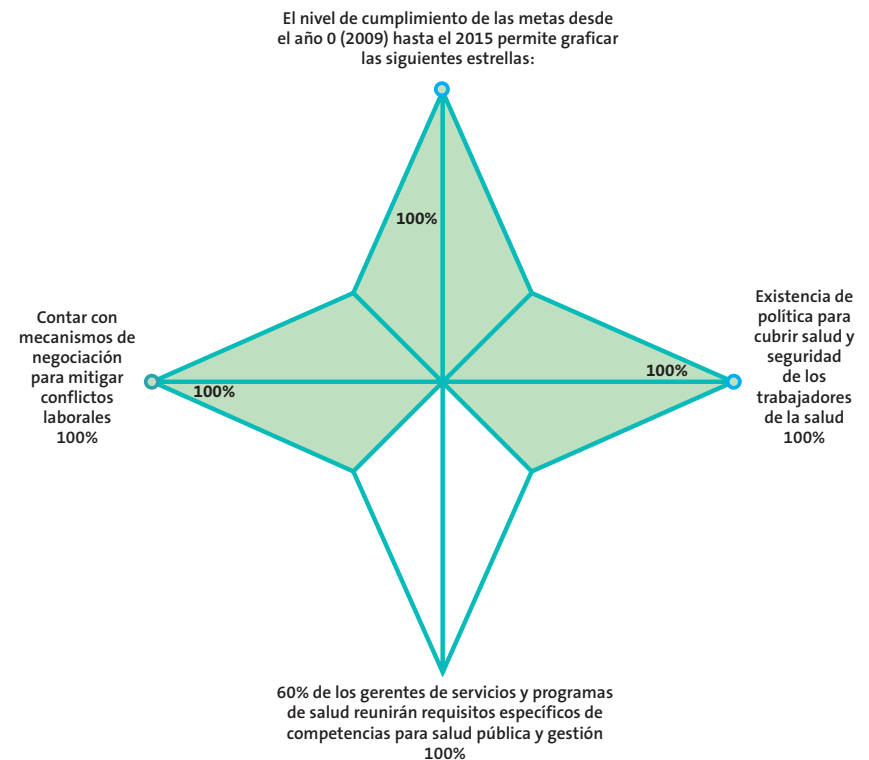 El nivel de cumplimiento de las metas desde
el año 0 (2009) hasta el 2015 permite graficar
las siguientes estrellas:
100%
Contar con
mecanismos de
negociación
para mitigar
conflictos
laborales
100%
100%
100%
Existencia de
política para
cubrir salud y
seguridad
de los
trabajadores
de la salud
100%
60% de los gerentes de servicios y programas
de salud reunirán requisitos específicos de
competencias para salud pública y gestión
100%